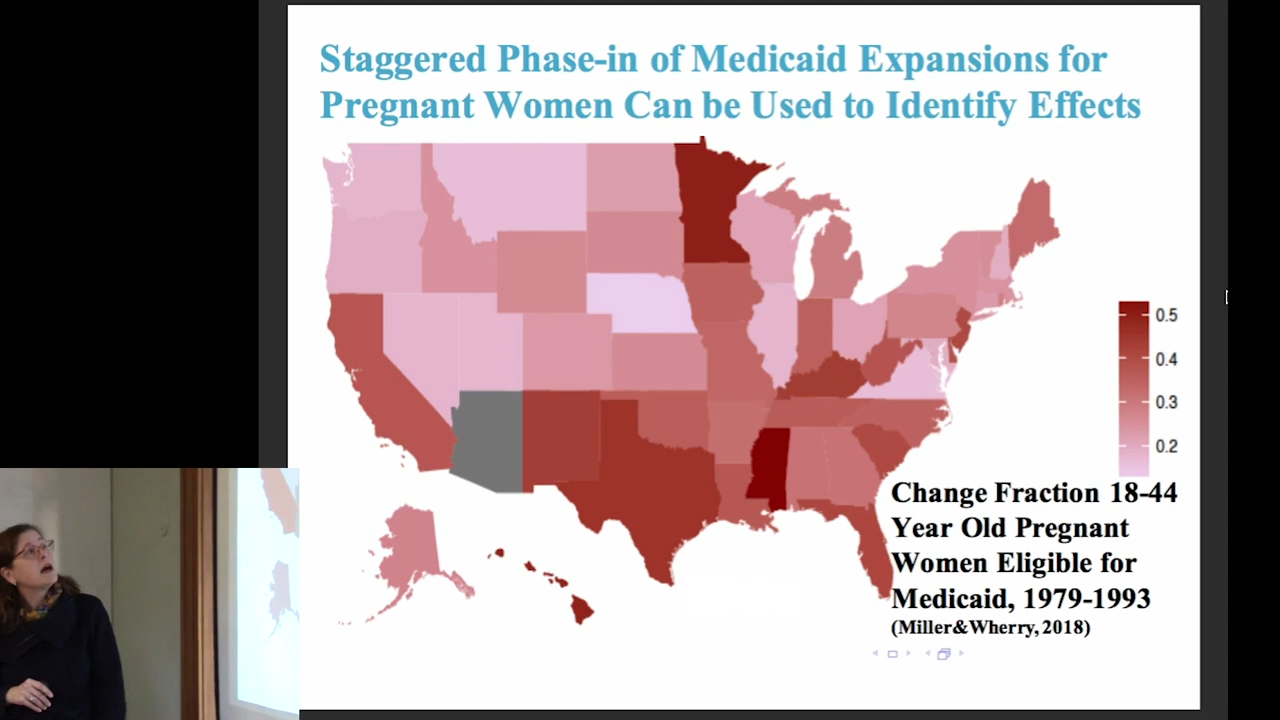 Staggered Phase-in of Medicaid Expansions for
Pregnant Women Can be Used to Identify Effects
0.5
0.4
0.3
0.2
Change Fraction 18-44
Year Old Pregnant
Women Eligible for
Medicaid, 1979-1993
(Miller&Wherry, 2018)